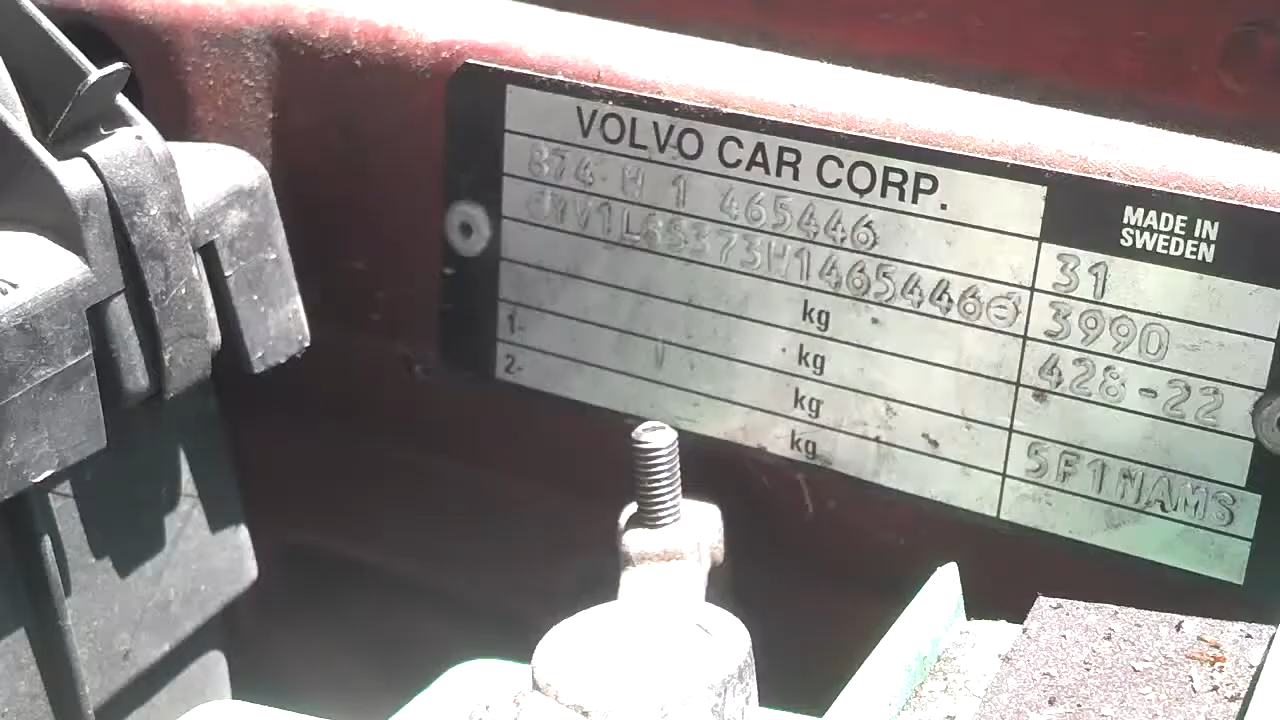 VOLVO CAR CORP.
MADE IN
SWEDEN
874-W 1 465446
31
YV1LS5373W1465446
3990
kg
428-22
1- kg
2- kg
5F1NAMS
kg